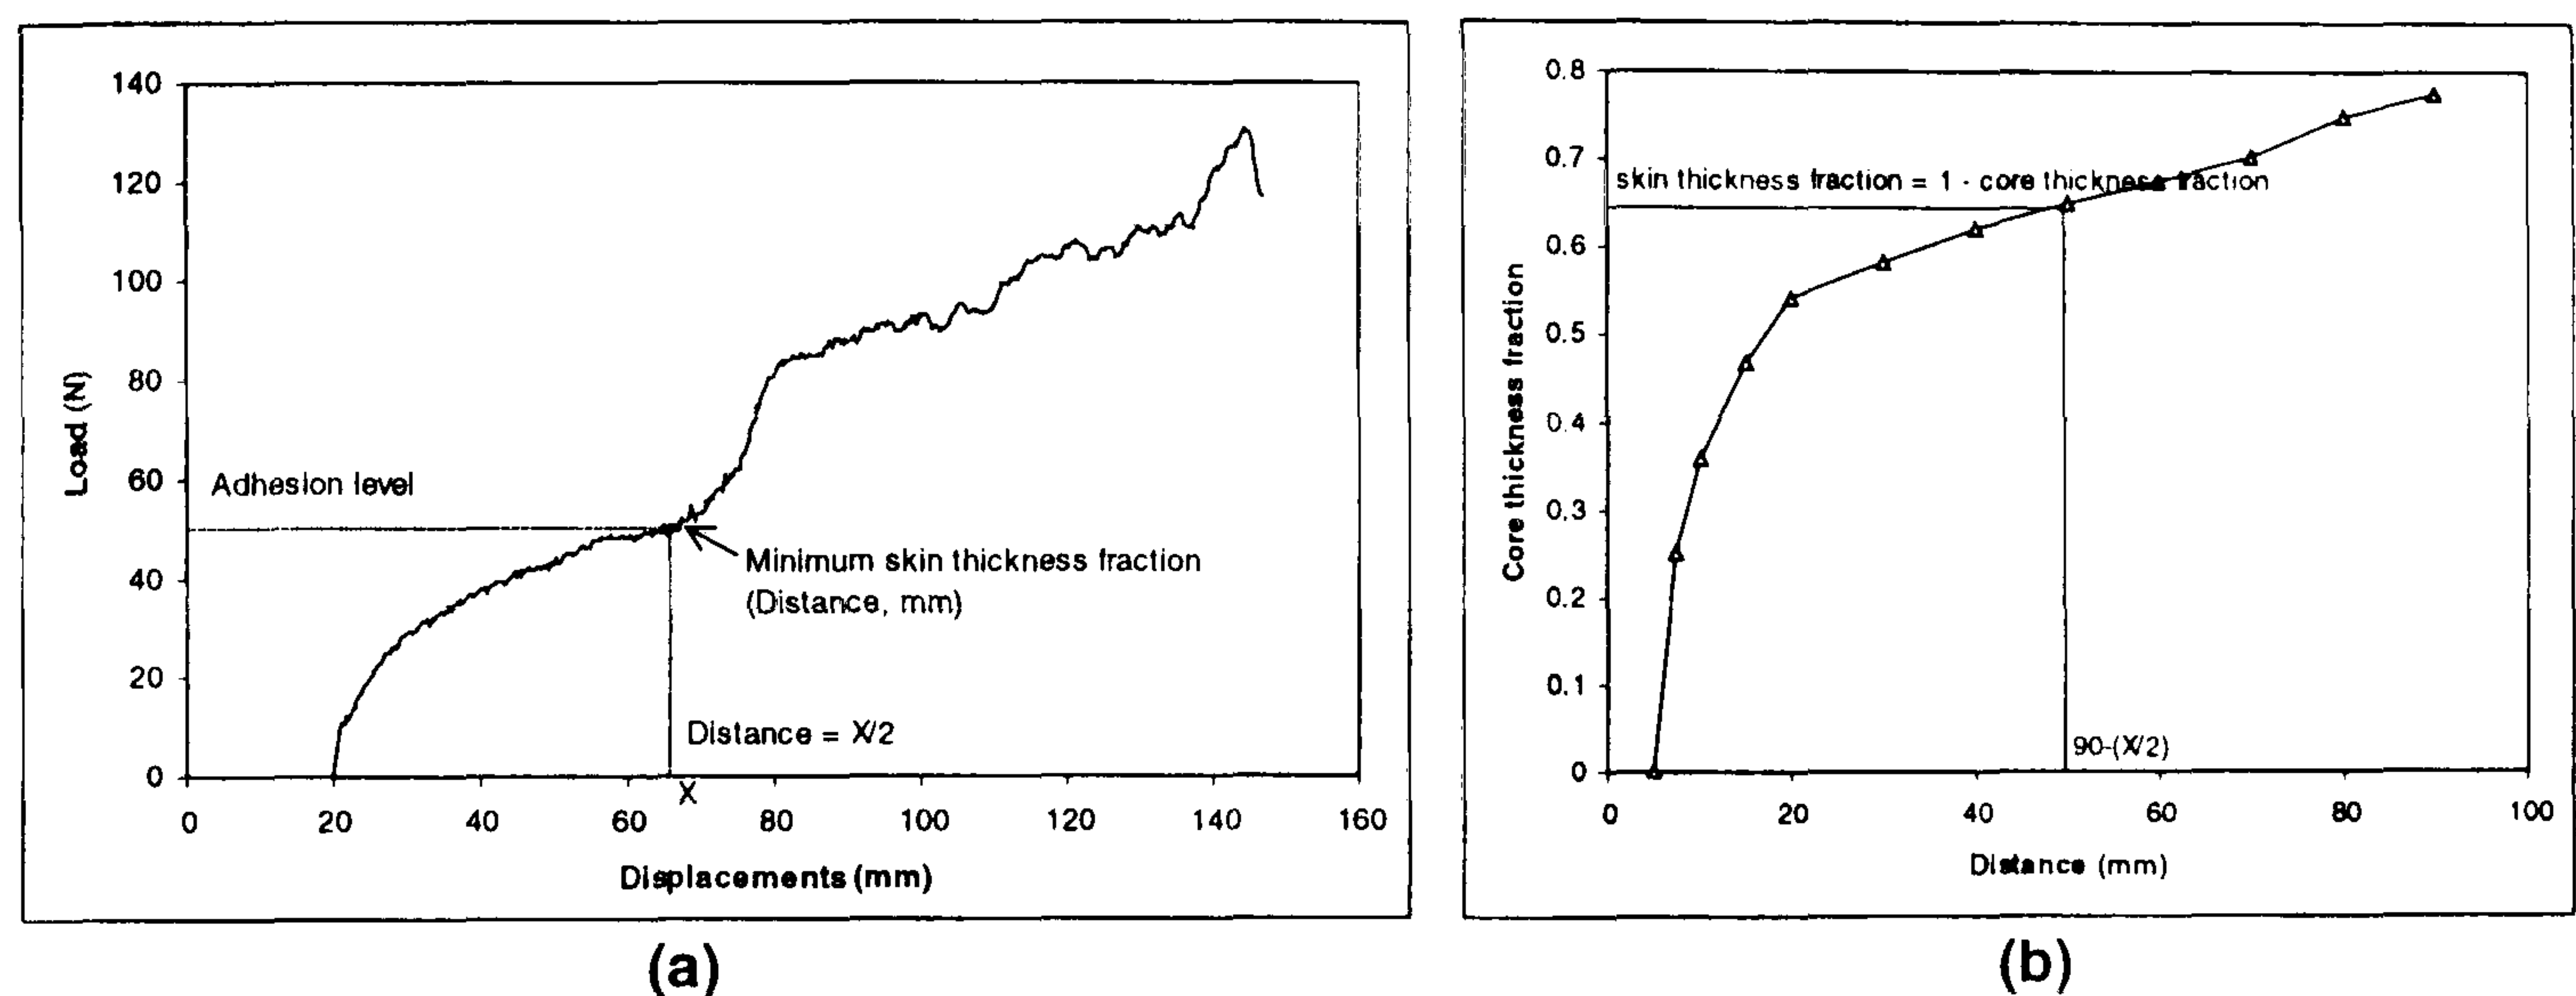 140
120
100
80
60
40
20
0
Load (N)
Adhesion level
Minimum skin thickness fraction
(Distance, mm)
Distance = X/2
X
0 20 40 60 80 100 120 140 160
Displacements (mm)
(a)
0.8
0.7
0.6
0.5
0.4
0.3
0.2
0.1
0
Core thickness fraction
skin thickness fraction = 1 - core thickness fraction
90-(X/2)
0 20 40 60 80 100
Distance (mm)
(b)